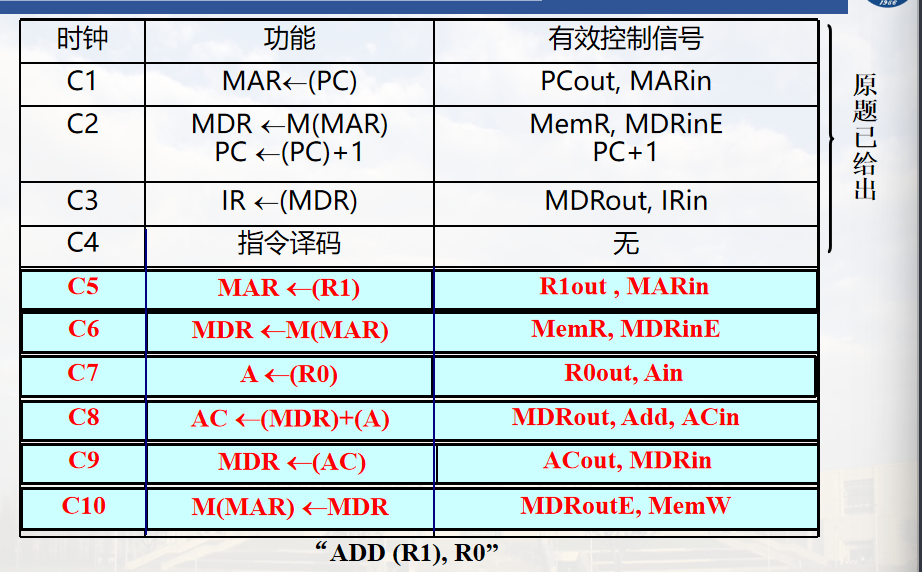 1986
时钟 功能 有效控制信号
C1 MAR←(PC) PCout, MARin
C2 MDR ←M(MAR) MemR, MDRinE
PC ←(PC)+1 PC+1
C3 IR ←(MDR) MDRout, IRin
C4 指令译码 无
C5 MAR ←(R1) R1out , MARin
C6 MDR ←M(MAR) MemR, MDRinE
C7 A ←(R0) R0out, Ain
C8 AC ←(MDR)+(A) MDRout, Add, ACin
C9 MDR ←(AC) ACout, MDRin
C10 M(MAR) ←MDR MDRoutE, MemW
原题已给出
“ADD (R1), R0”